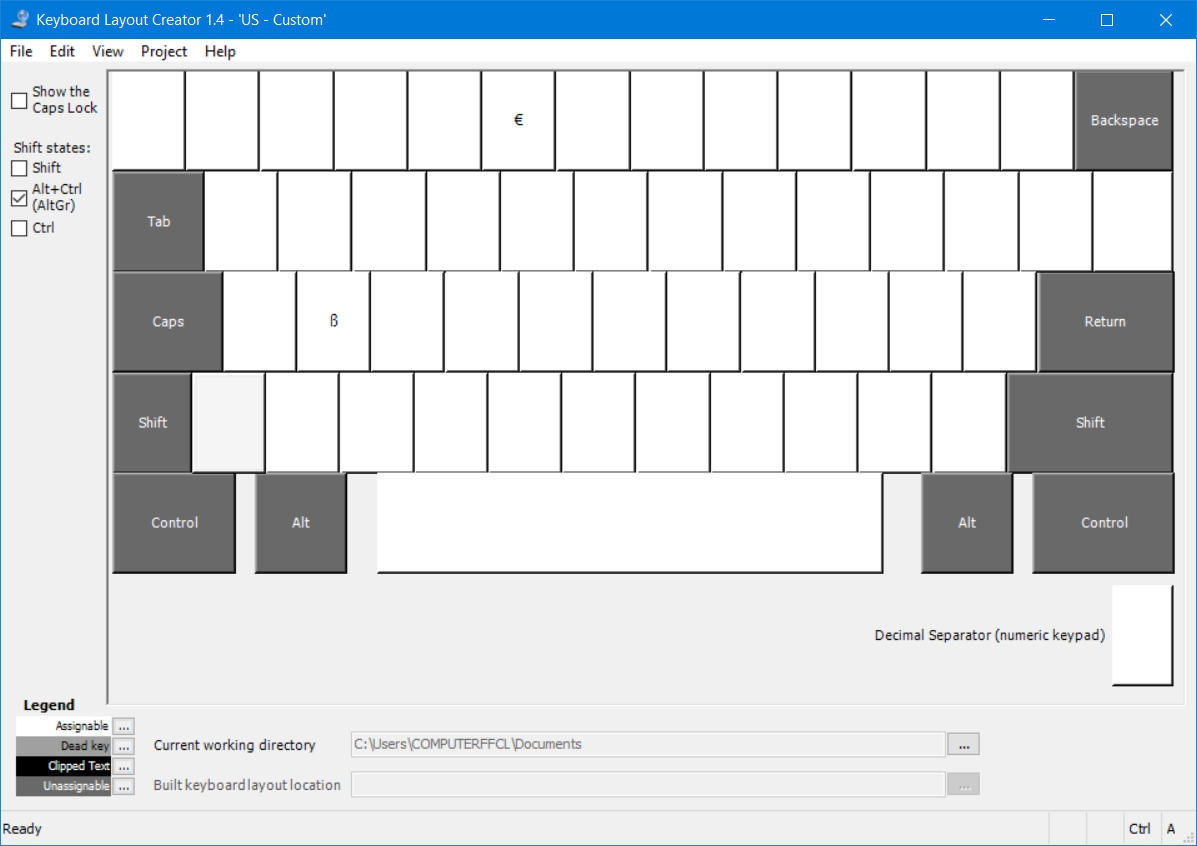 Keyboard Layout Creator 1.4 - 'US - Custom'
File Edit View Project Help
Show the
Caps Lock
Shift states:
Shift
Alt+Ctrl
(AltGr)
Ctrl
€
Backspace
Tab
Caps
ß
Return
Shift
Shift
Control
Alt
Alt
Control
Decimal Separator (numeric keypad)
Legend
Assignable ...
Dead key ...
Clipped Text ...
Unassignable ...
Current working directory
C:\Users\COMPUTERFFCL\Documents
...
Built keyboard layout location
...
Ready
Ctrl
A